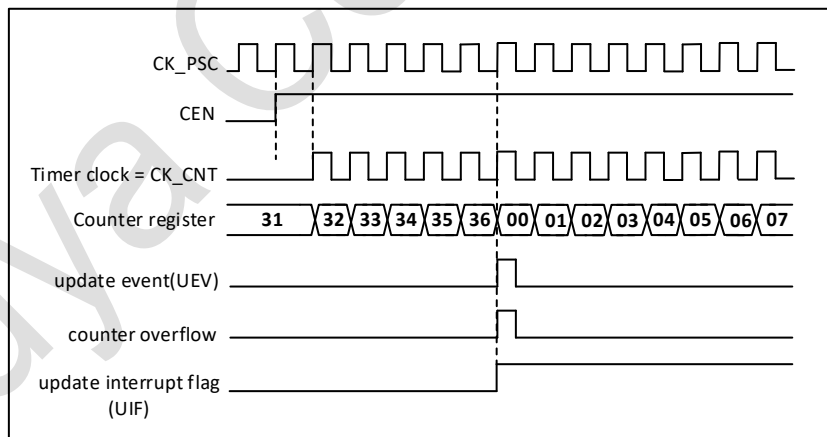 CK_PSC
CEN
Timer clock = CK_CNT
Counter register 31 32 33 34 35 36 00 01 02 03 04 05 06 07
update event(UEV)
counter overflow
update interrupt flag
(UIF)